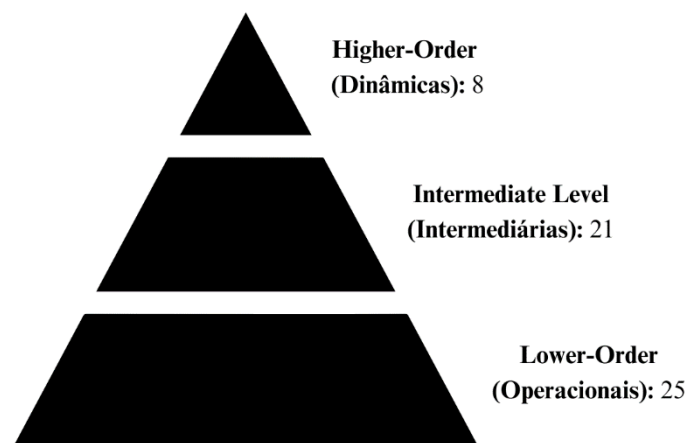 Higher-Order
(Dinâmicas): 8
Intermediate Level
(Intermediárias): 21
Lower-Order
(Operacionais): 25